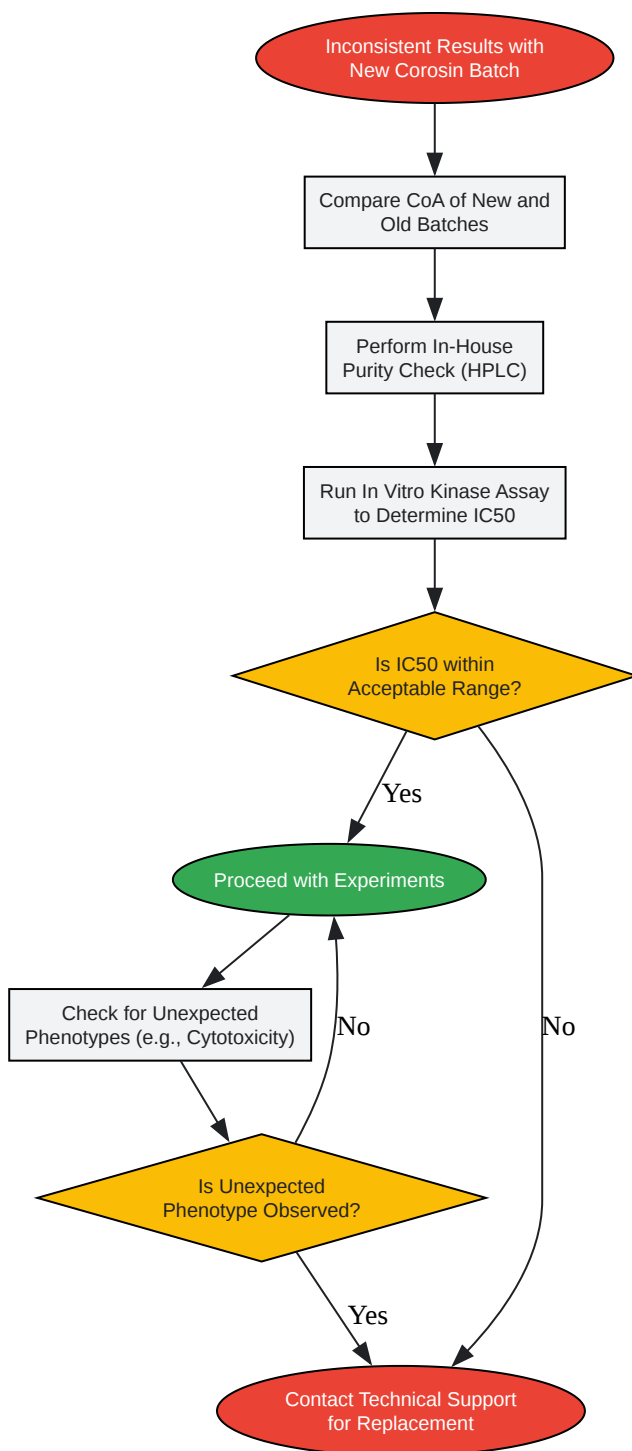 Inconsistent Results with
New Corosin Batch
Compare CoA of New and
Old Batches
Perform In-House
Purity Check (HPLC)
Run In Vitro Kinase Assay
to Determine IC50
Is IC50 within
Acceptable Range?
Yes
Proceed with Experiments
Check for Unexpected
Phenotypes (e.g., Cytotoxicity)
No
No
Is Unexpected
Phenotype Observed?
Yes
Contact Technical Support
for Replacement